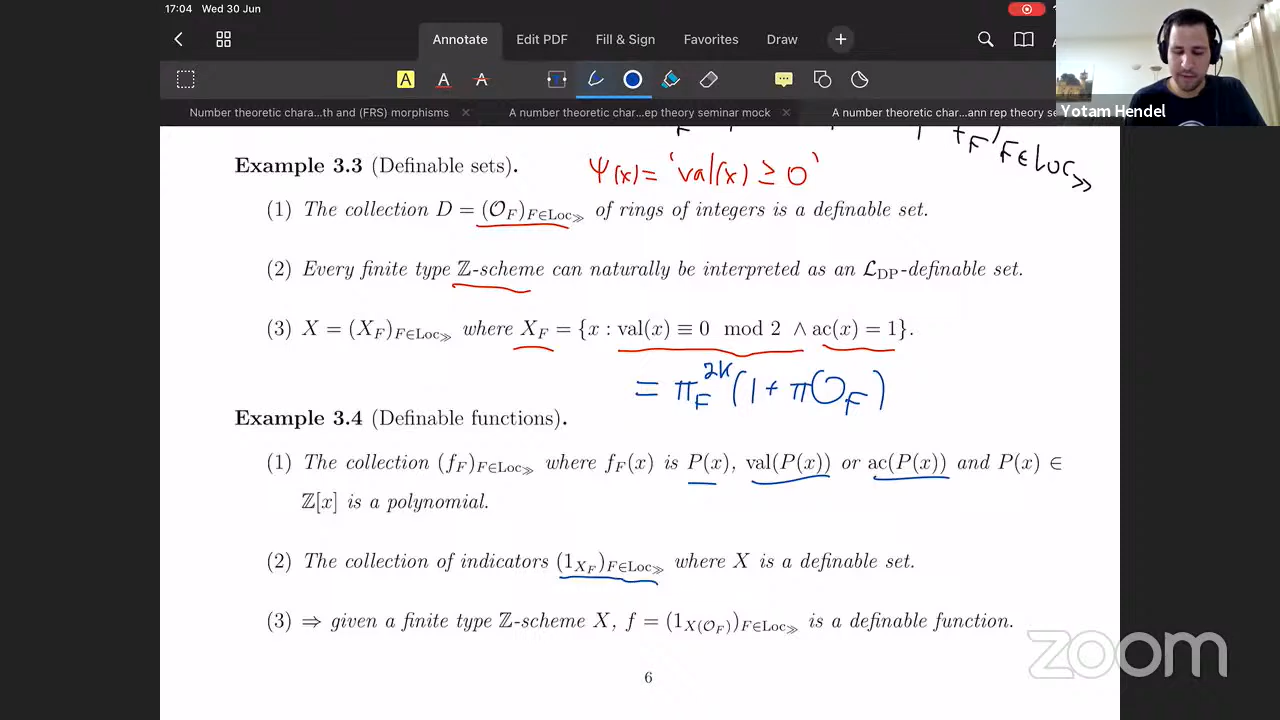 17:04 Wed 30 Jun
Annotate Edit PDF Fill & Sign Favorites Draw
Number theoretic chara...th and (FRS) morphisms × A number theoretic char...ep theory seminar mock × A number theoretic char...ann rep theory se
Yotam Hendel
F∈Loc≫
Example 3.3 (Definable sets).
Ψ(x) = 'val(x) ≥ 0'
(1) The collection D = (𝒪_F)_{F∈Loc≫} of rings of integers is a definable set.
(2) Every finite type ℤ-scheme can naturally be interpreted as an ℒ_DP-definable set.
(3) X = (X_F)_{F∈Loc≫} where X_F = {x : val(x) ≡ 0 mod 2 ∧ ac(x) = 1}.
= π_F^{2k}(1 + π𝒪_F)
Example 3.4 (Definable functions).
(1) The collection (f_F)_{F∈Loc≫} where f_F(x) is P(x), val(P(x)) or ac(P(x)) and P(x) ∈
ℤ[x] is a polynomial.
(2) The collection of indicators (1_{X_F})_{F∈Loc≫} where X is a definable set.
(3) ⇒ given a finite type ℤ-scheme X, f = (1_{X(𝒪_F)})_{F∈Loc≫} is a definable function.
6
zoom